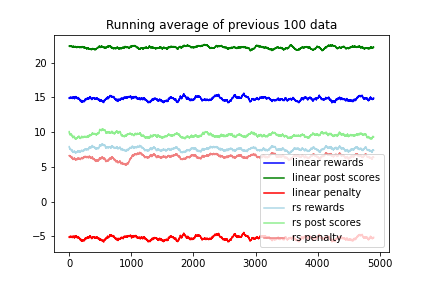 Running average of previous 100 data
20
15
10
5
0
−5
linear rewards
linear post scores
linear penalty
rs rewards
rs post scores
rs penalty
0 1000 2000 3000 4000 5000